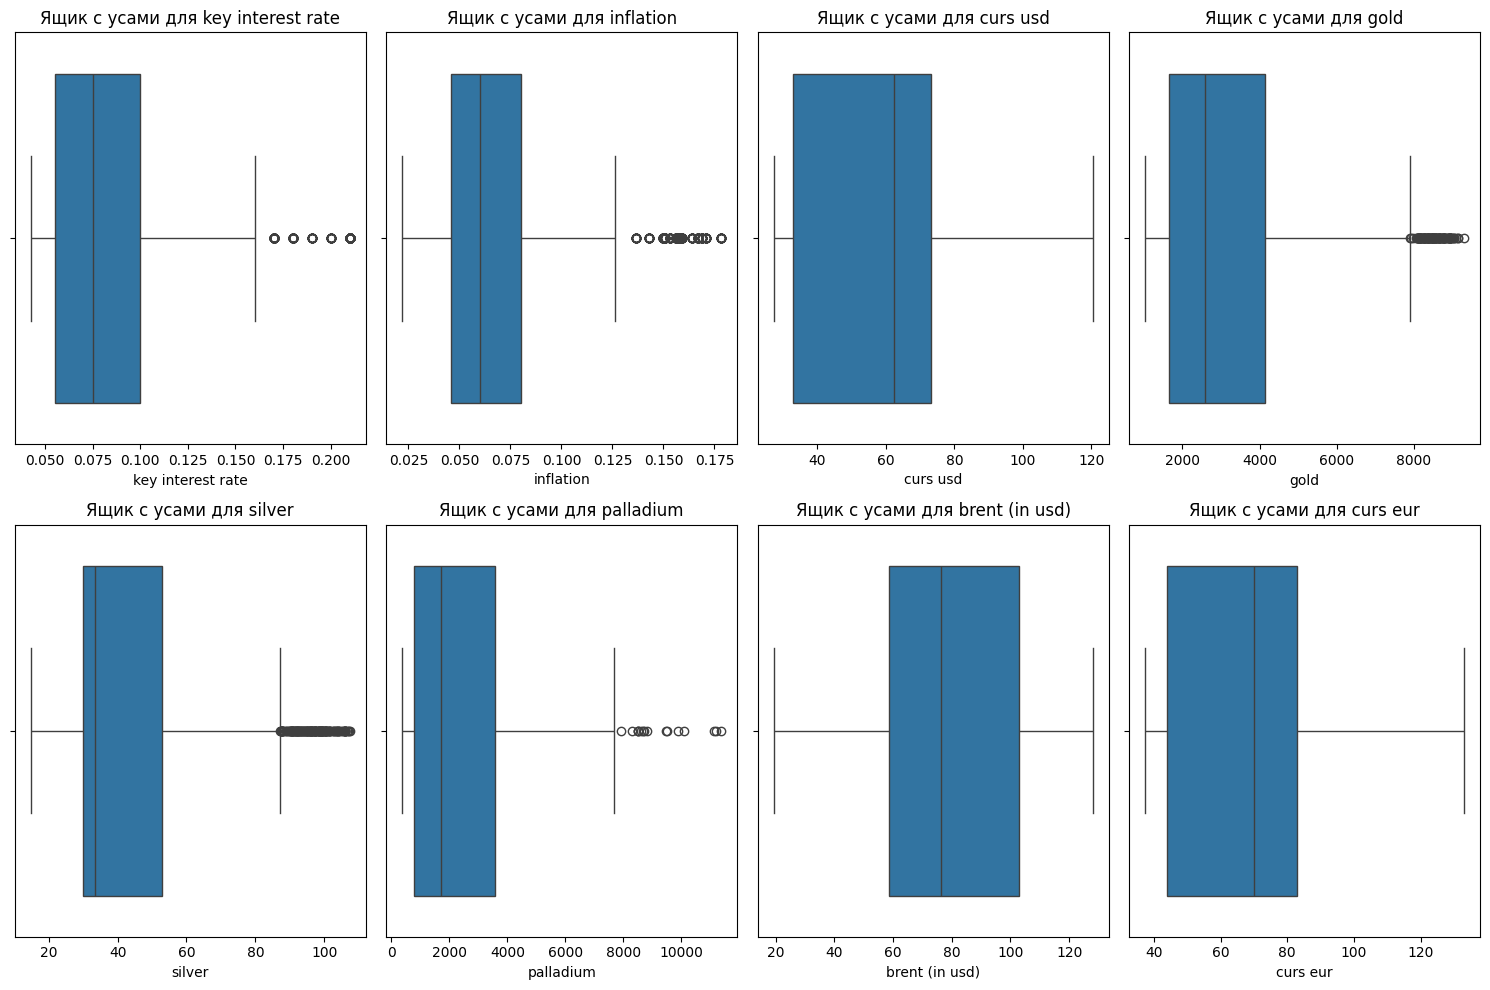 Ящик с усами для key interest rate
Ящик с усами для inflation
Ящик с усами для curs usd
Ящик с усами для gold
0.050 0.075 0.100 0.125 0.150 0.175 0.200
0.025 0.050 0.075 0.100 0.125 0.150 0.175
40 60 80 100 120
2000 4000 6000 8000
key interest rate
inflation
curs usd
gold
Ящик с усами для silver
Ящик с усами для palladium
Ящик с усами для brent (in usd)
Ящик с усами для curs eur
20 40 60 80 100
0 2000 4000 6000 8000 10000
20 40 60 80 100 120
40 60 80 100 120
silver
palladium
brent (in usd)
curs eur